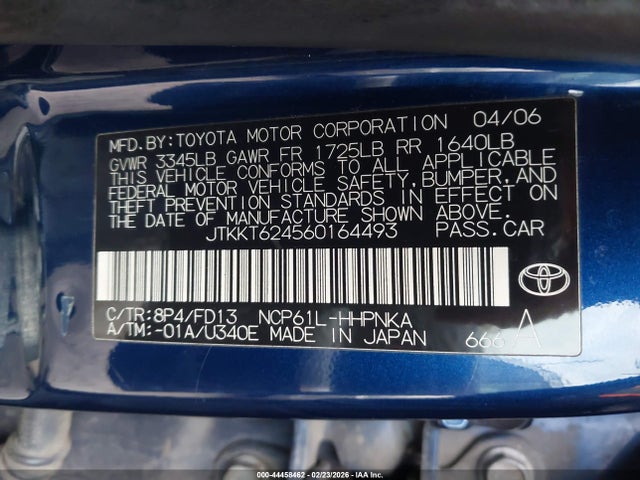 MFD.BY:TOYOTA MOTOR CORPORATION 04/06
GVWR 3345LB GAWR FR 1725LB RR 1640LB
THIS VEHICLE CONFORMS TO ALL APPLICABLE
FEDERAL MOTOR VEHICLE SAFETY,BUMPER,AND
THEFT PREVENTION STANDARDS IN EFFECT ON
THE DATE OF MANUFACTURE SHOWN ABOVE.
JTKKT624560164493 PASS.CAR
C/TR:8P4/FD13 NCP61L-HHPNKA
A/TM:-01A/U340E MADE IN JAPAN 666 A
000-44458462 - 02/23/2026 - IAAI, Inc.